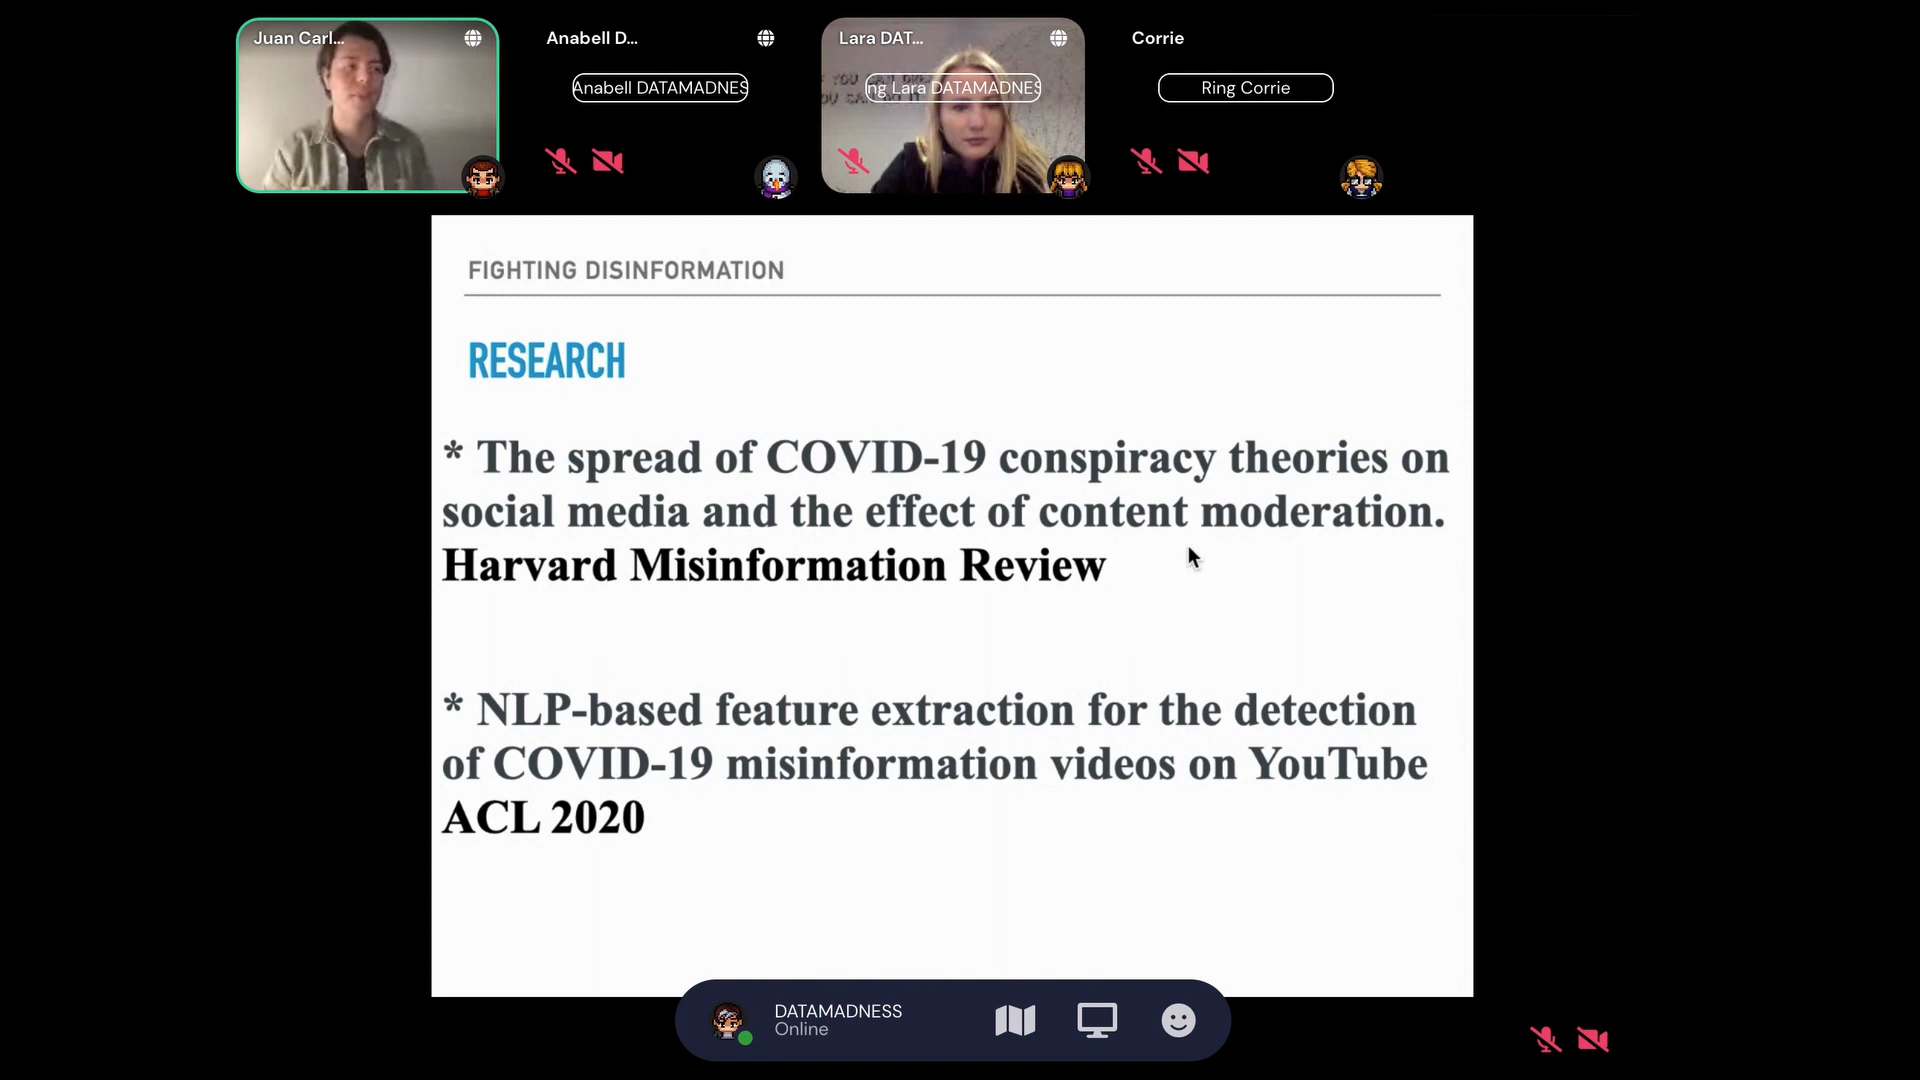 Juan Carl...
Anabell D...
Lara DAT...
Corrie
Anabell DATAMADNES
ng Lara DATAMADNES
Ring Corrie
FIGHTING DISINFORMATION
RESEARCH
* The spread of COVID-19 conspiracy theories on
social media and the effect of content moderation.
Harvard Misinformation Review
* NLP-based feature extraction for the detection
of COVID-19 misinformation videos on YouTube
ACL 2020
DATAMADNESS
Online